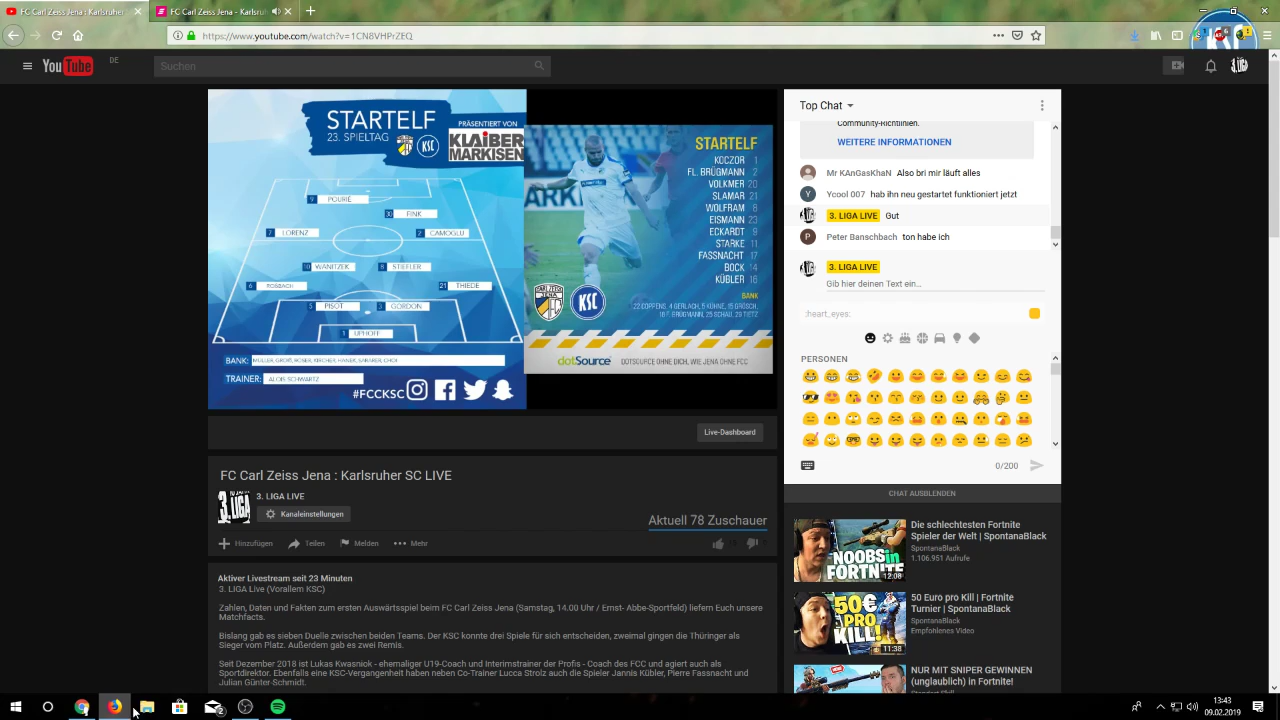 FC Carl Zeiss Jena : Karlsruher
FC Carl Zeiss Jena - Karlsruh
https://www.youtube.com/watch?v=1CN8VHPrZEQ
YouTube DE
Suchen
STARTELF
23. SPIELTAG
PRÄSENTIERT VON
KLAIBER
MARKISEN
9 POURIÉ
30 FINK
7 LORENZ
2 CAMOGLU
10 WANITZEK
8 STIEFLER
6 ROßBACH
21 THIEDE
5 PISOT
3 GORDON
1 UPHOFF
BANK:
TRAINER: ALOIS SCHWARTZ
#FCCKSC
STARTELF
KOCZOR 1
FL. BRÜGMANN 2
VOLKMER 20
SLAMAR 21
WOLFRAM 8
EISMANN 23
ECKARDT 9
STARKE 11
FASSNACHT 17
BOCK 14
KÜBLER 16
BANK
dotSource
DOTSOURCE OHNE DICH, WIE JENA OHNE FCC
Live-Dashboard
FC Carl Zeiss Jena : Karlsruher SC LIVE
3. LIGA LIVE
Kanaleinstellungen
Aktuell 78 Zuschauer
Hinzufügen
Teilen
Melden
Mehr
Aktiver Livestream seit 23 Minuten
3. LIGA Live (Vorallem KSC)
Zahlen, Daten und Fakten zum ersten Auswärtsspiel beim FC Carl Zeiss Jena (Samstag, 14.00 Uhr / Ernst- Abbe-Sportfeld) liefern Euch unsere
Matchfacts.
Bislang gab es sieben Duelle zwischen beiden Teams. Der KSC konnte drei Spiele für sich entscheiden, zweimal gingen die Thüringer als
Sieger vom Platz. Außerdem gab es zwei Remis.
Seit Dezember 2018 ist Lukas Kwasniok - ehemaliger U19-Coach und Interimstrainer der Profis - Coach des FCC und agiert auch als
Sportdirektor. Ebenfalls eine KSC-Vergangenheit haben neben Co-Trainer Lucca Strolz auch die Spieler Jannis Kübler, Pierre Fassnacht und
Julian Günter-Schmidt.
Top Chat
Community-Richtlinien.
WEITERE INFORMATIONEN
Mr KAnGasKhaN Also bri mir läuft alles
Y Ycool 007 hab ihn neu gestartet funktioniert jetzt
3. LIGA LIVE Gut
P Peter Banschbach ton habe ich
3. LIGA LIVE
Gib hier deinen Text ein...
:heart_eyes:
PERSONEN
0/200
CHAT AUSBLENDEN
NOOBS in FORTNITE
12:08
Die schlechtesten Fortnite
Spieler der Welt | SpontanaBlack
SpontanaBlack
1.106.951 Aufrufe
50€
PRO
KILL!
11:38
50 Euro pro Kill | Fortnite
Turnier | SpontanaBlack
SpontanaBlack
Empfohlenes Video
NUR MIT SNIPER GEWINNEN
(unglaublich) in Fortnite!
13:43
09.02.2019